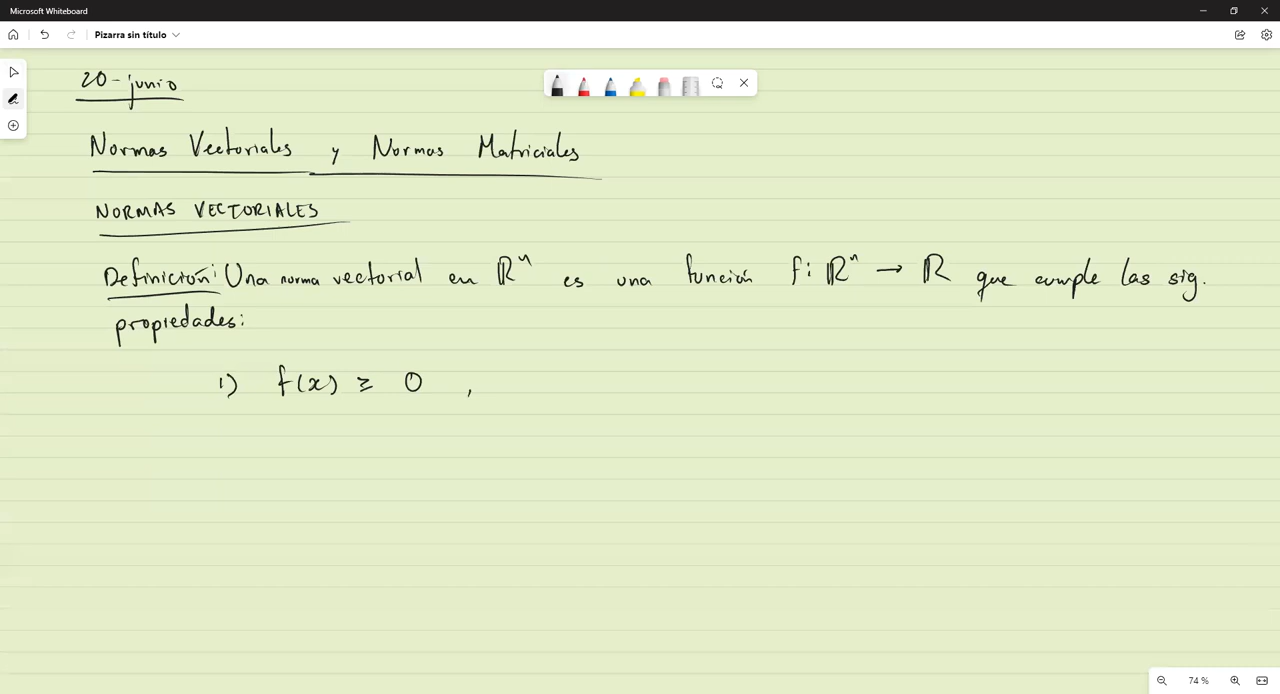 Microsoft Whiteboard
Pizarra sin título
20-junio
Normas Vectoriales y Normas Matriciales
NORMAS VECTORIALES
Definición: Una norma vectorial en ℝⁿ es una función f: ℝⁿ → ℝ que cumple las sig.
propiedades:
1) f(x) ≥ 0 ,
74 %